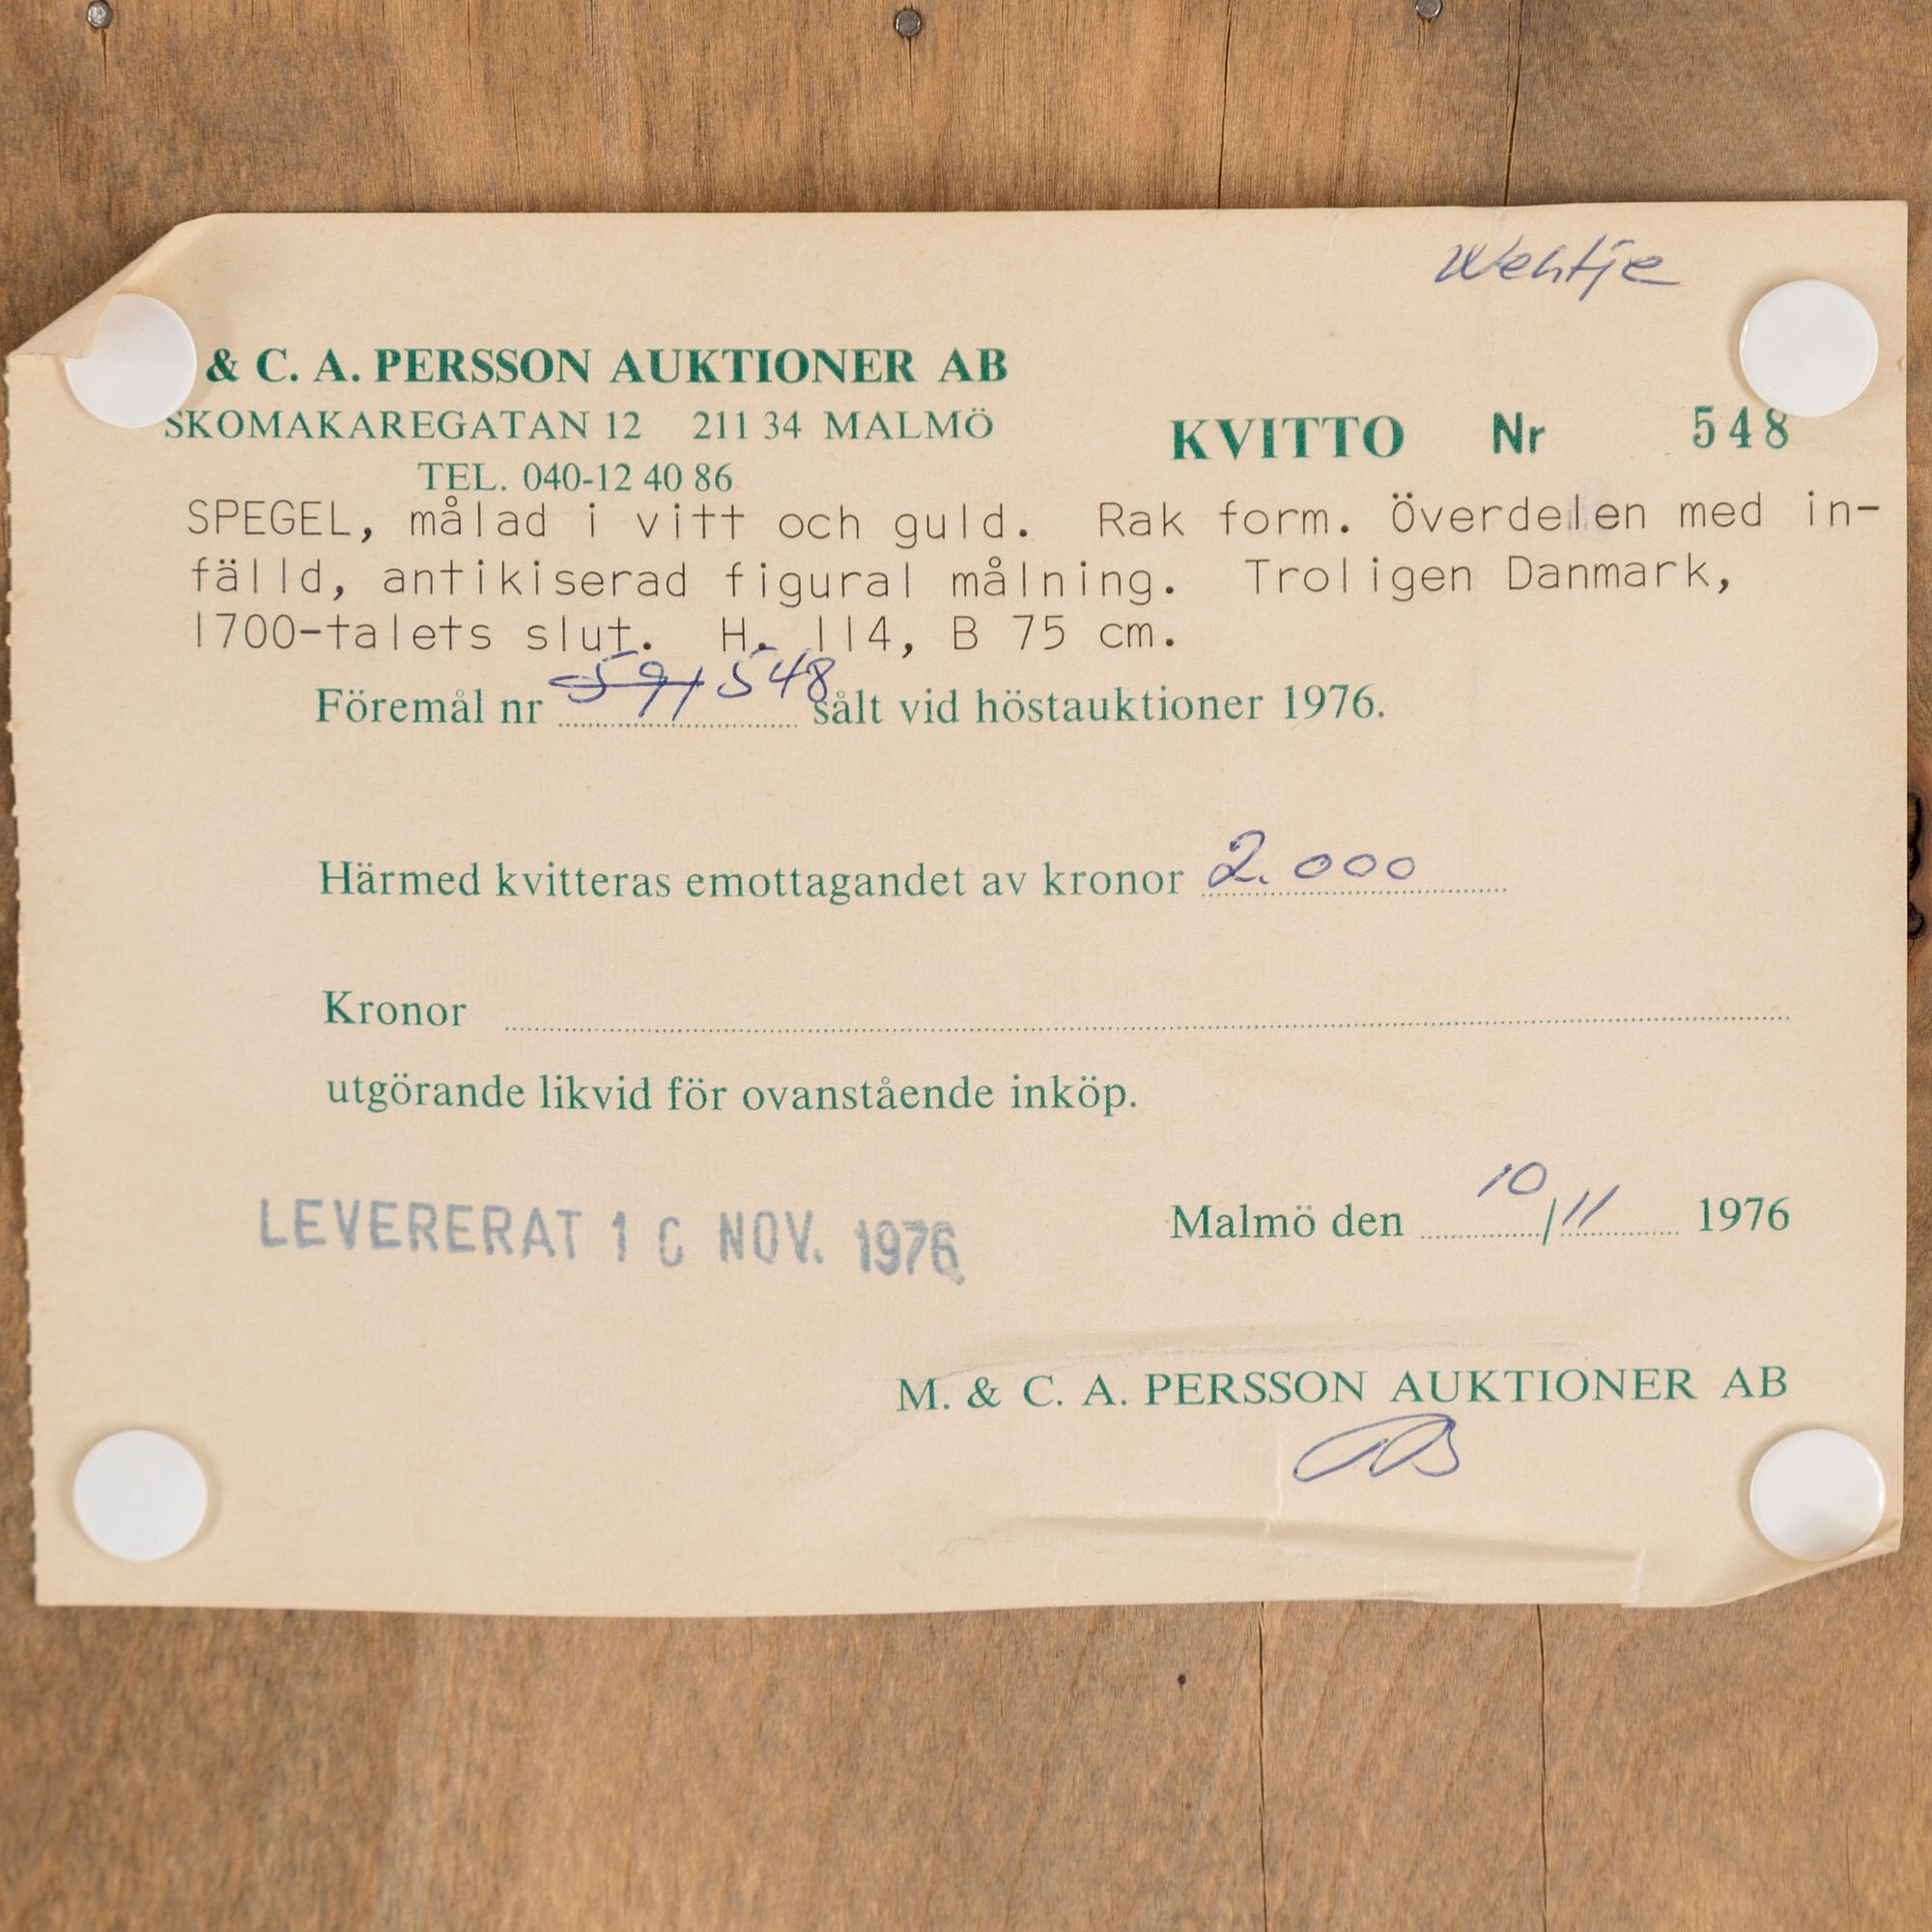 Wehtje
& C. A. PERSSON AUKTIONER AB
SKOMAKAREGATAN 12 211 34 MALMÖ
TEL. 040-12 40 86
KVITTO Nr 548
SPEGEL, målad i vitt och guld. Rak form. Överdelen med in-
fälld, antikiserad figural målning. Troligen Danmark,
1700-talets slut. H. 114, B 75 cm.
Föremål nr 591 548 sålt vid höstauktioner 1976.
Härmed kvitteras emottagandet av kronor 2.000
Kronor
utgörande likvid för ovanstående inköp.
LEVERERAT 10 NOV. 1976
Malmö den 10/11 1976
M. & C. A. PERSSON AUKTIONER AB